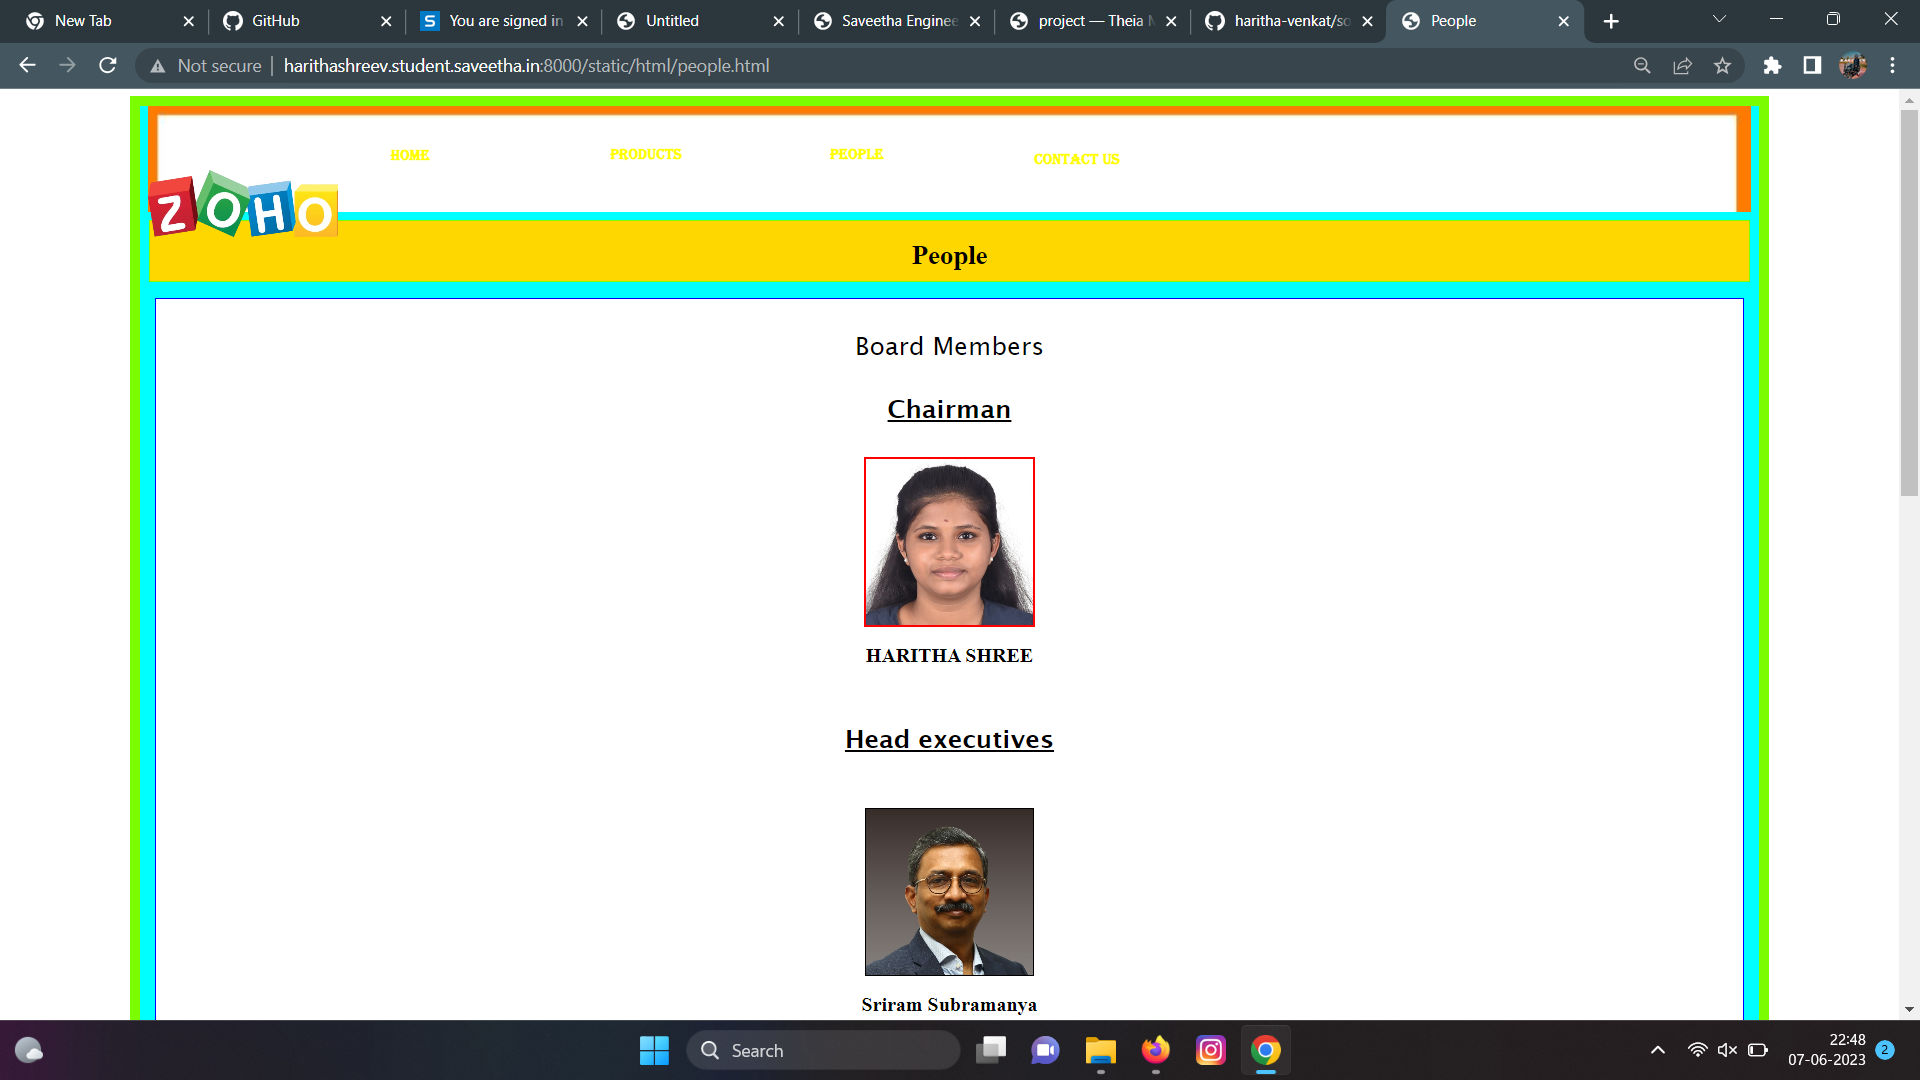 New Tab
GitHub
You are signed in
Untitled
Saveetha Enginee
project — Theia
haritha-venkat/so
People
Not secure harithashreev.student.saveetha.in:8000/static/html/people.html
HOME
PRODUCTS
PEOPLE
CONTACT US
ZOHO
People
Board Members
Chairman
HARITHA SHREE
Head executives
Sriram Subramanya
Search
22:48
07-06-2023
2